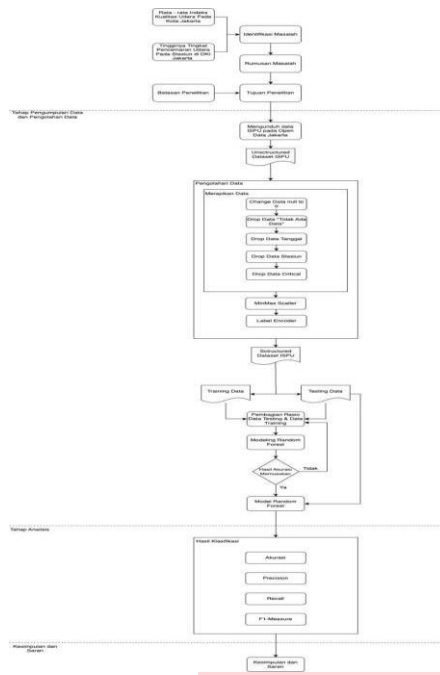 Rata - rata Indeks
Kualitas Udara Pada
Kota Jakarta
Identifikasi Masalah
Tingginya Tingkat
Pencemaran Udara
Pada Stasiun di DKI
Jakarta
Rumusan Masalah
Batasan Penelitian
Tujuan Penelitian
Tahap Pengumpulan Data
dan Pengolahan Data
Mengunduh data
ISPU pada Open
Data Jakarta
Unstructured
Dataset ISPU
Pengolahan Data
Merapikan Data
Change Data null to
0
Drop Data "Tidak Ada
Data"
Drop Data Tanggal
Drop Data Stasiun
Drop Data Critical
MinMax Scaller
Label Encoder
Structured
Dataset ISPU
Training Data
Testing Data
Pembagian Rasio
Data Testing & Data
Training
Modeling Random
Forest
Hasil Akurasi
Memuaskan
Tidak
Ya
Model Random
Forest
Tahap Analisis
Hasil Klasifikasi
Akurasi
Precision
Recall
F1-Measure
Kesimpulan dan
Saran
Kesimpulan dan
Saran